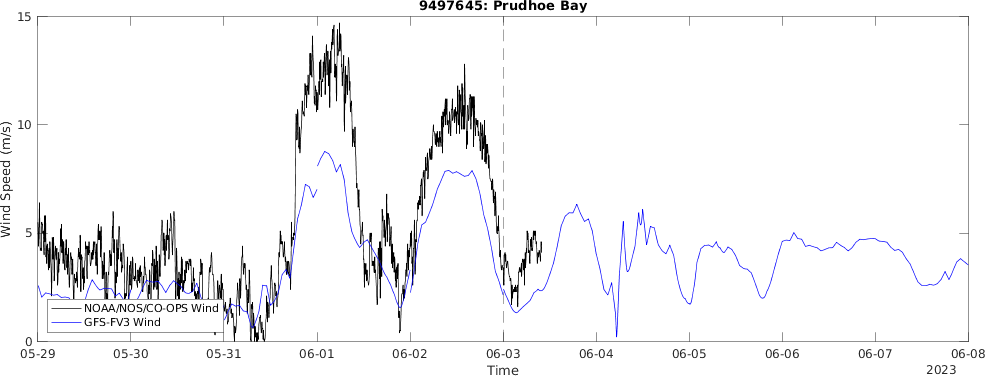 9497645: Prudhoe Bay
15
10
5
0
Wind Speed (m/s)
NOAA/NOS/CO-OPS Wind
GFS-FV3 Wind
05-29 05-30 05-31 06-01 06-02 06-03 06-04 06-05 06-06 06-07 06-08
Time
2023